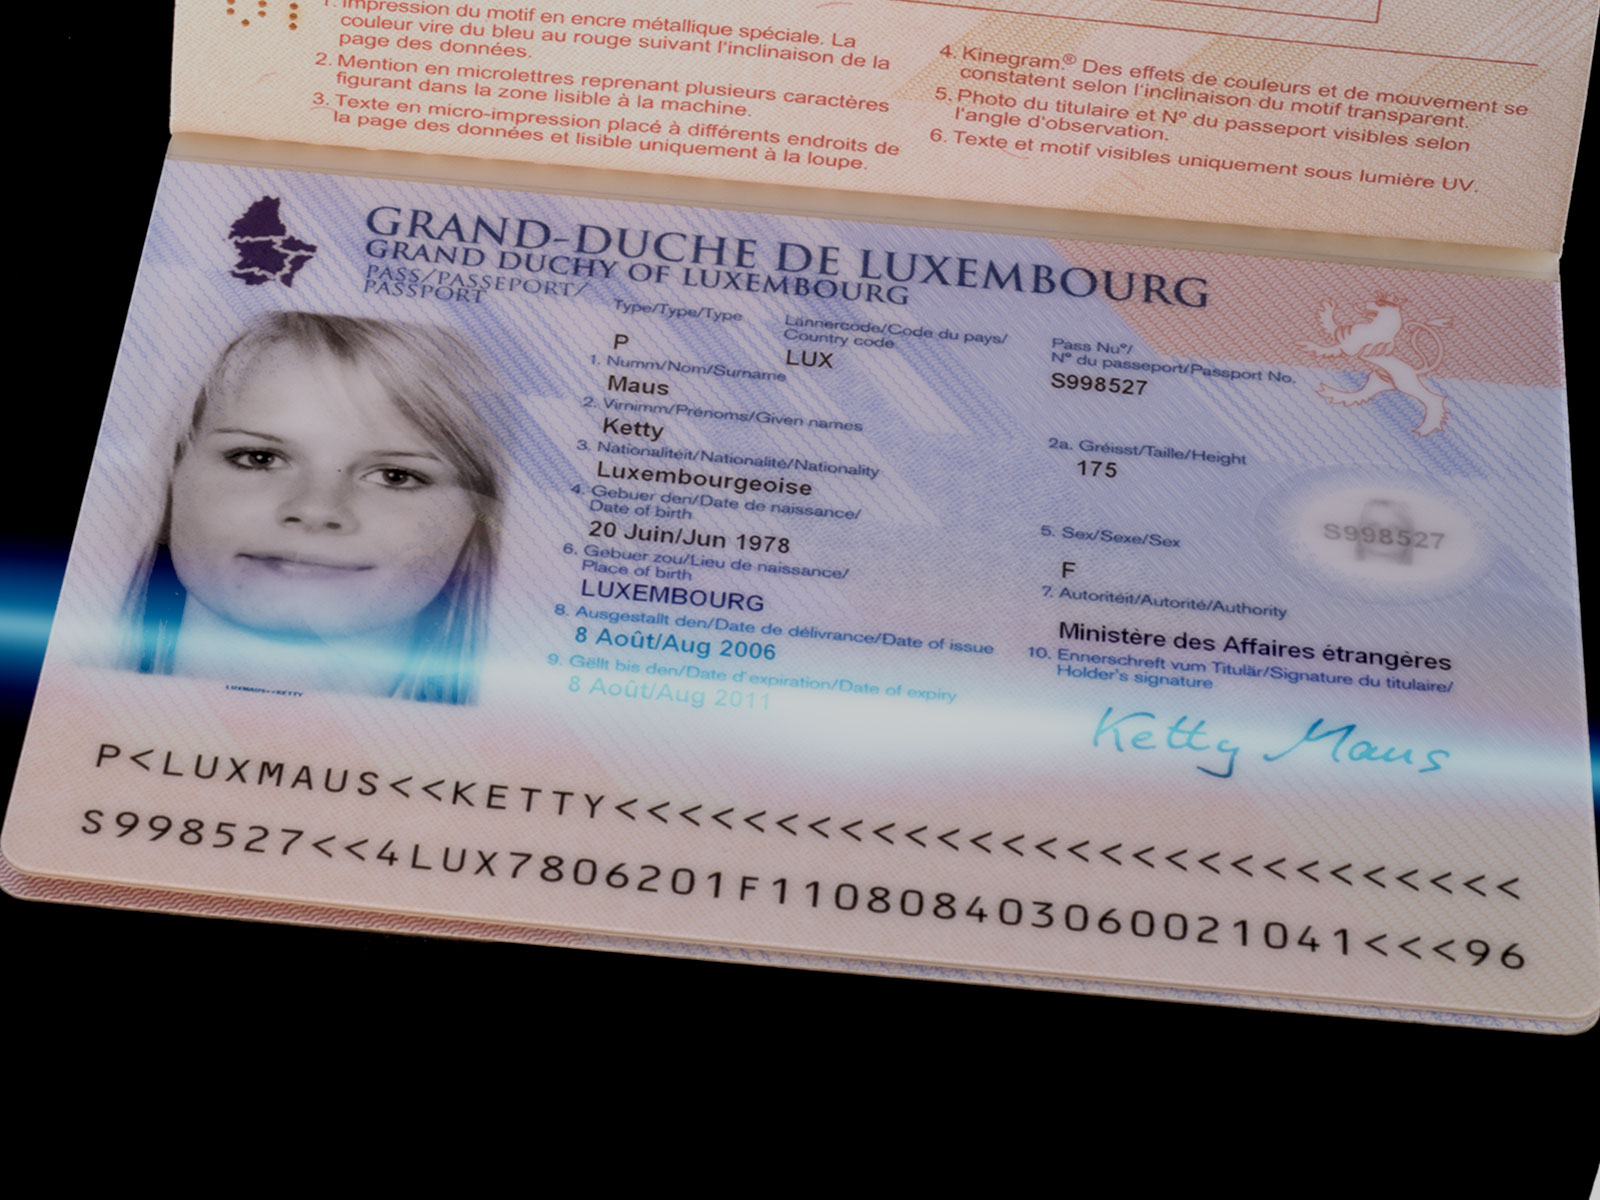 1. Impression du motif en encre métallique spéciale. La
couleur vire du bleu au rouge suivant l'inclinaison de la
page des données.
2. Mention en microlettres reprenant plusieurs caractères
figurant dans la zone lisible à la machine.
3. Texte en micro-impression placé à différents endroits de
la page des données et lisible uniquement à la loupe.
4. Kinegram.® Des effets de couleurs et de mouvement se
constatent selon l'inclinaison du motif transparent.
5. Photo du titulaire et N° du passeport visibles selon
l'angle d'observation.
6. Texte et motif visibles uniquement sous lumière UV.
GRAND-DUCHE DE LUXEMBOURG
GRAND DUCHY OF LUXEMBOURG
PASS/PASSEPORT/
PASSPORT
Type/Type/Type
P
Lännercode/Code du pays/
Country code
LUX
Pass Nu°/
N° du passeport/Passport No.
S998527
1. Numm/Nom/Surname
Maus
2. Virnimm/Prénoms/Given names
Ketty
3. Nationalitéit/Nationalité/Nationality
Luxembourgeoise
2a. Gréisst/Taille/Height
175
4. Gebuer den/Date de naissance/
Date of birth
20 Juin/Jun 1978
5. Sex/Sexe/Sex
F
S998527
6. Gebuer zou/Lieu de naissance/
Place of birth
LUXEMBOURG
7. Autoritéit/Autorité/Authority
Ministère des Affaires étrangères
8. Ausgestallt den/Date de délivrance/Date of issue
8 Août/Aug 2006
9. Gëllt bis den/Date d'expiration/Date of expiry
8 Août/Aug 2011
10. Ennerschreft vum Titulär/Signature du titulaire/
Holder's signature
Ketty Maus
LUXMAUS<<KETTY
P<LUXMAUS<<KETTY<<<<<<<<<<<<<<<<<<<<<<<<<<<<
S998527<<4LUX7806201F11080840306002104​1<<<96